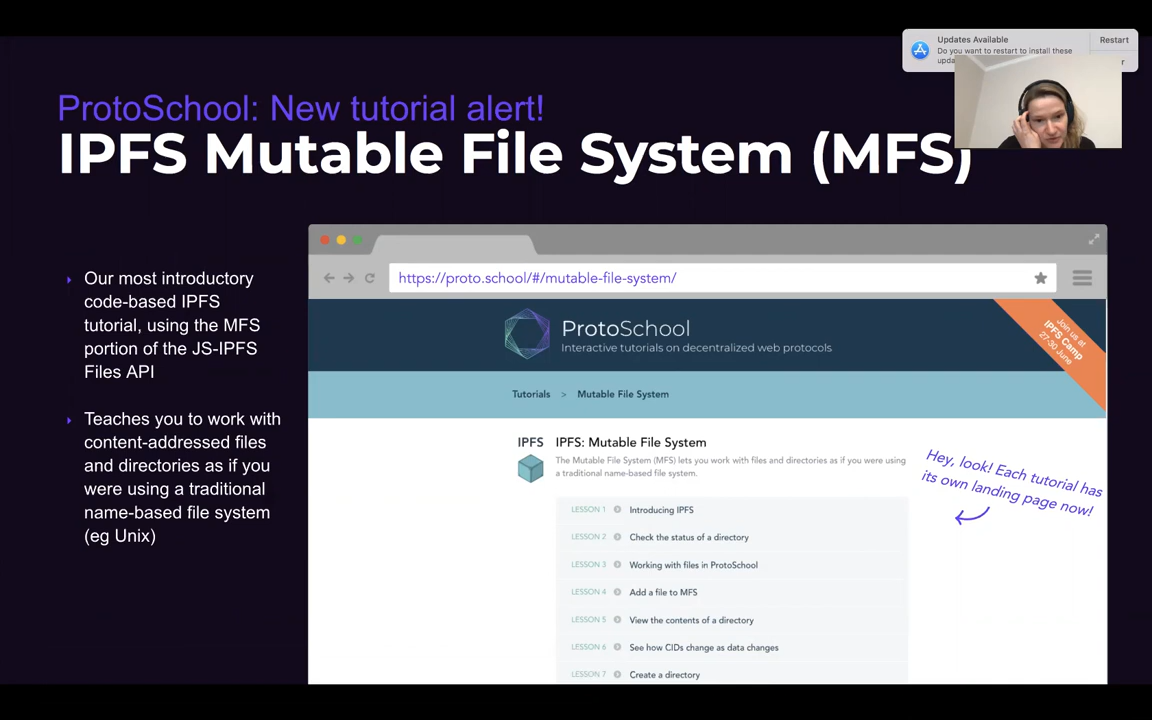 Updates Available
Restart
Do you want to restart to install these
ProtoSchool: New tutorial alert!
IPFS Mutable File System (MFS)
Our most introductory
code-based IPFS
tutorial, using the MFS
portion of the JS-IPFS
Files API
Teaches you to work with
content-addressed files
and directories as if you
were using a traditional
name-based file system
(eg Unix)
https://proto.school/#/mutable-file-system/
ProtoSchool
Interactive tutorials on decentralized web protocols
Join us at
IPFS Camp
27-30 June
Tutorials > Mutable File System
IPFS
IPFS: Mutable File System
The Mutable File System (MFS) lets you work with files and directories as if you were using
a traditional name-based file system.
Hey, look! Each tutorial has
its own landing page now!
LESSON 1 Introducing IPFS
LESSON 2 Check the status of a directory
LESSON 3 Working with files in ProtoSchool
LESSON 4 Add a file to MFS
LESSON 5 View the contents of a directory
LESSON 6 See how CIDs change as data changes
LESSON 7 Create a directory